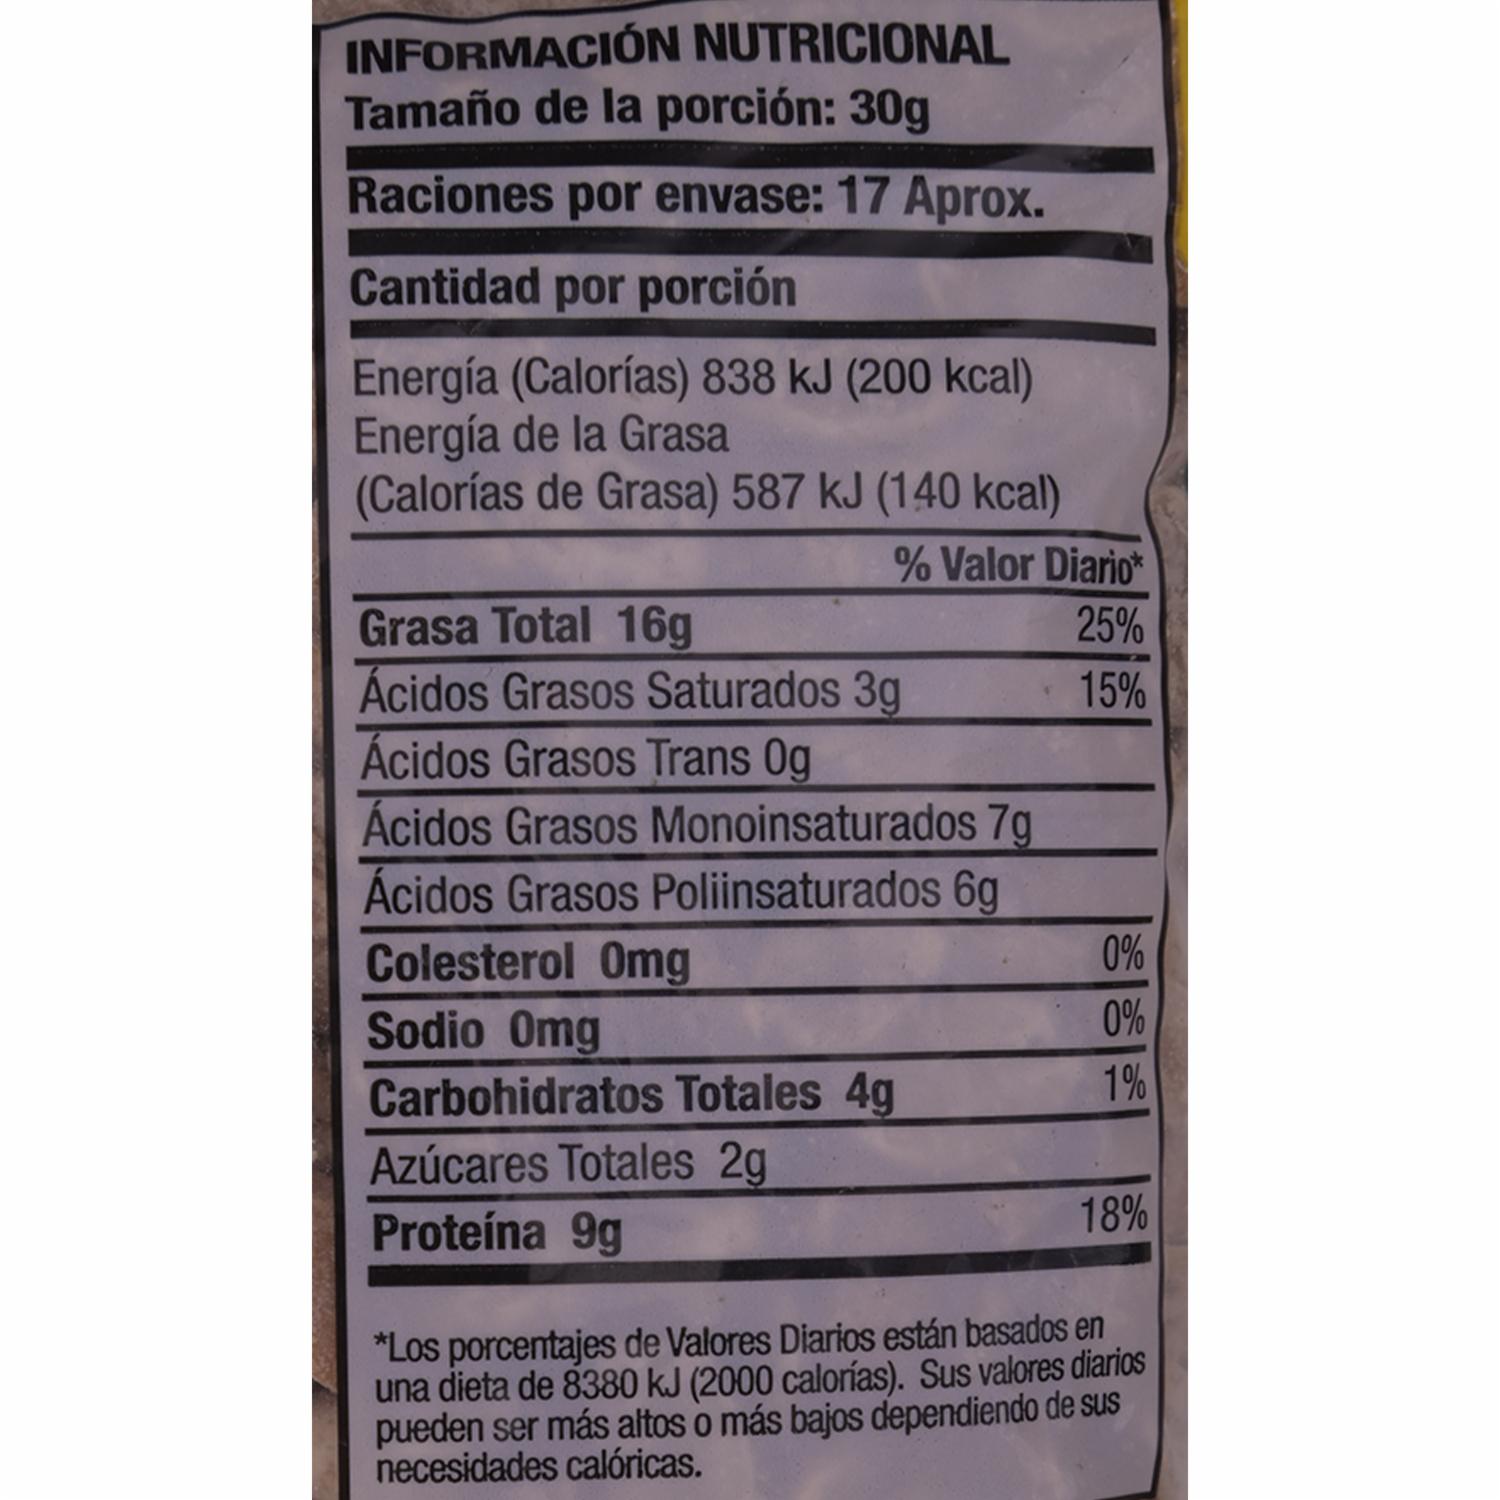 INFORMACIÓN NUTRICIONAL
Tamaño de la porción: 30g
Raciones por envase: 17 Aprox.
Cantidad por porción
Energía (Calorías) 838 kJ (200 kcal)
Energía de la Grasa
(Calorías de Grasa) 587 kJ (140 kcal)
% Valor Diario*
Grasa Total 16g 25%
Ácidos Grasos Saturados 3g 15%
Ácidos Grasos Trans 0g
Ácidos Grasos Monoinsaturados 7g
Ácidos Grasos Poliinsaturados 6g
Colesterol 0mg 0%
Sodio 0mg 0%
Carbohidratos Totales 4g 1%
Azúcares Totales 2g
Proteína 9g 18%
*Los porcentajes de Valores Diarios están basados en
una dieta de 8380 kJ (2000 calorías). Sus valores diarios
pueden ser más altos o más bajos dependiendo de sus
necesidades calóricas.